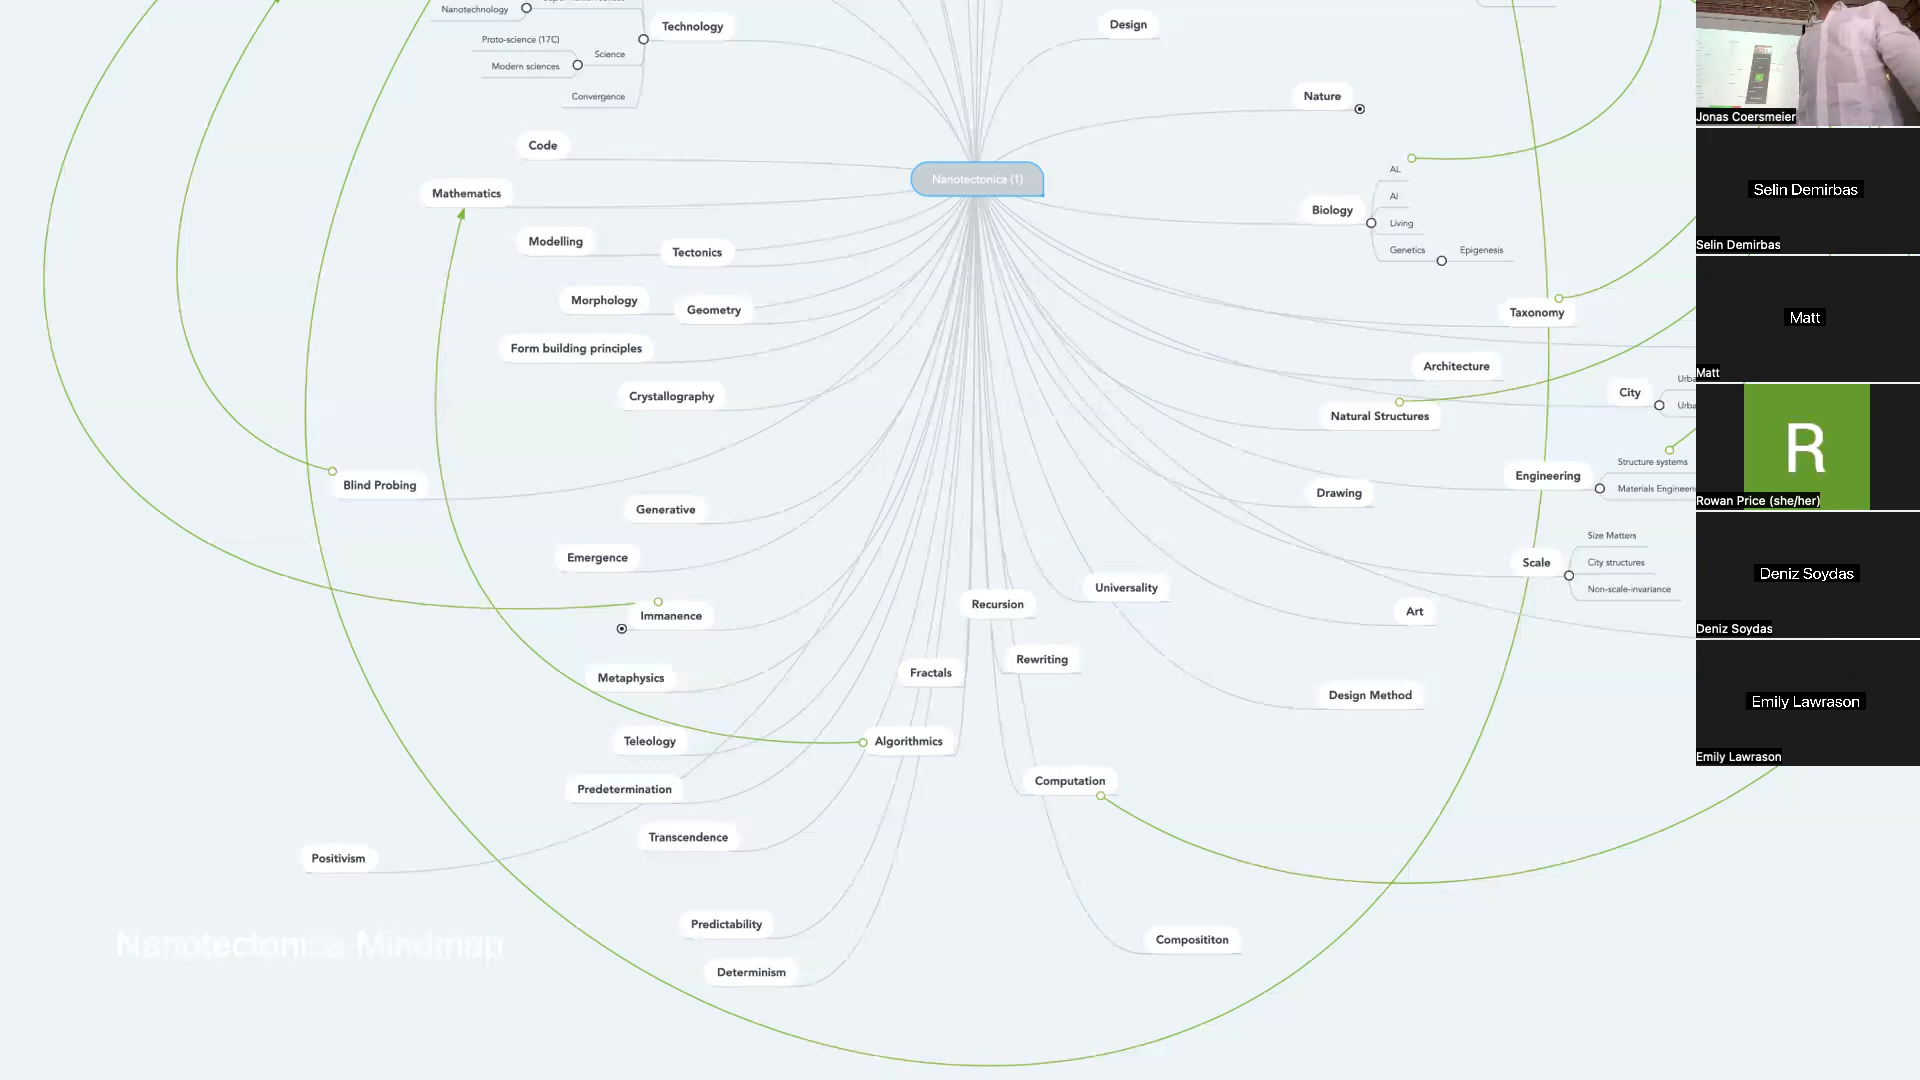 Nanotechnology
Technology
Proto-science (17C)
Science
Modern sciences
Convergence
Design
Nature
Code
Mathematics
Nanotectonica (1)
AL
AI
Biology
Living
Genetics
Epigenesis
Modelling
Tectonics
Morphology
Geometry
Form building principles
Crystallography
Taxonomy
Architecture
City
Natural Structures
Blind Probing
Generative
Emergence
Immanence
Metaphysics
Teleology
Predetermination
Transcendence
Positivism
Predictability
Determinism
Recursion
Rewriting
Fractals
Algorithmics
Computation
Universality
Drawing
Engineering
Structure systems
Scale
Size Matters
City structures
Non-scale-invariance
Art
Design Method
Composititon
Nanotectonica Mindmap
Jonas Coersmeier
Selin Demirbas
Selin Demirbas
Matt
Matt
R
Rowan Price (she/her)
Deniz Soydas
Deniz Soydas
Emily Lawrason
Emily Lawrason